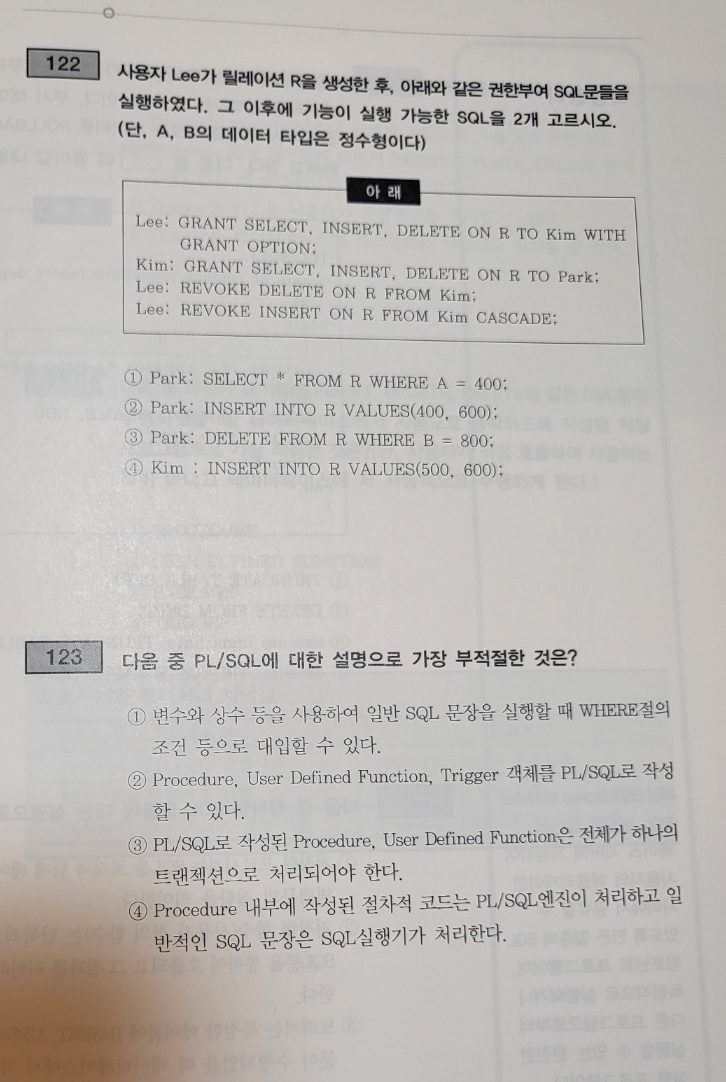 122
사용자 Lee가 릴레이션 R을 생성한 후, 아래와 같은 권한부여 SQL문들을
실행하였다. 그 이후에 기능이 실행 가능한 SQL을 2개 고르시오.
(단, A, B의 데이터 타입은 정수형이다)
아 래
Lee: GRANT SELECT, INSERT, DELETE ON R TO Kim WITH
GRANT OPTION;
Kim: GRANT SELECT, INSERT, DELETE ON R TO Park;
Lee: REVOKE DELETE ON R FROM Kim;
Lee: REVOKE INSERT ON R FROM Kim CASCADE;
① Park: SELECT * FROM R WHERE A = 400;
② Park: INSERT INTO R VALUES(400, 600);
③ Park: DELETE FROM R WHERE B = 800;
④ Kim : INSERT INTO R VALUES(500, 600);
123
다음 중 PL/SQL에 대한 설명으로 가장 부적절한 것은?
① 변수와 상수 등을 사용하여 일반 SQL 문장을 실행할 때 WHERE절의
조건 등으로 대입할 수 있다.
② Procedure, User Defined Function, Trigger 객체를 PL/SQL로 작성
할 수 있다.
③ PL/SQL로 작성된 Procedure, User Defined Function은 전체가 하나의
트랜잭션으로 처리되어야 한다.
④ Procedure 내부에 작성된 절차적 코드는 PL/SQL엔진이 처리하고 일
반적인 SQL 문장은 SQL실행기가 처리한다.